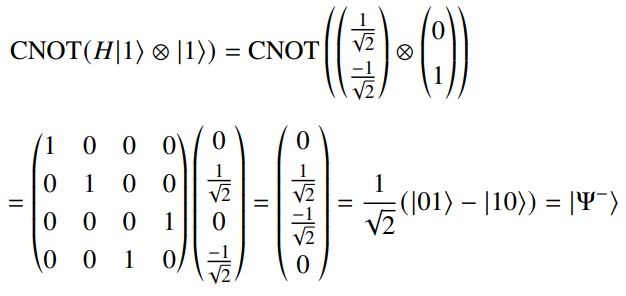 CNOT(H|1⟩ ⊗ |1⟩) = CNOT((1/√2 -1/√2) ⊗ (0 1))
= (1 0 0 0 0 1 0 0 0 0 0 1 0 0 1 0)(0 1/√2 0 -1/√2) = (0 1/√2 -1/√2 0) = 1/√2(|01⟩ − |10⟩) = |Ψ⁻⟩